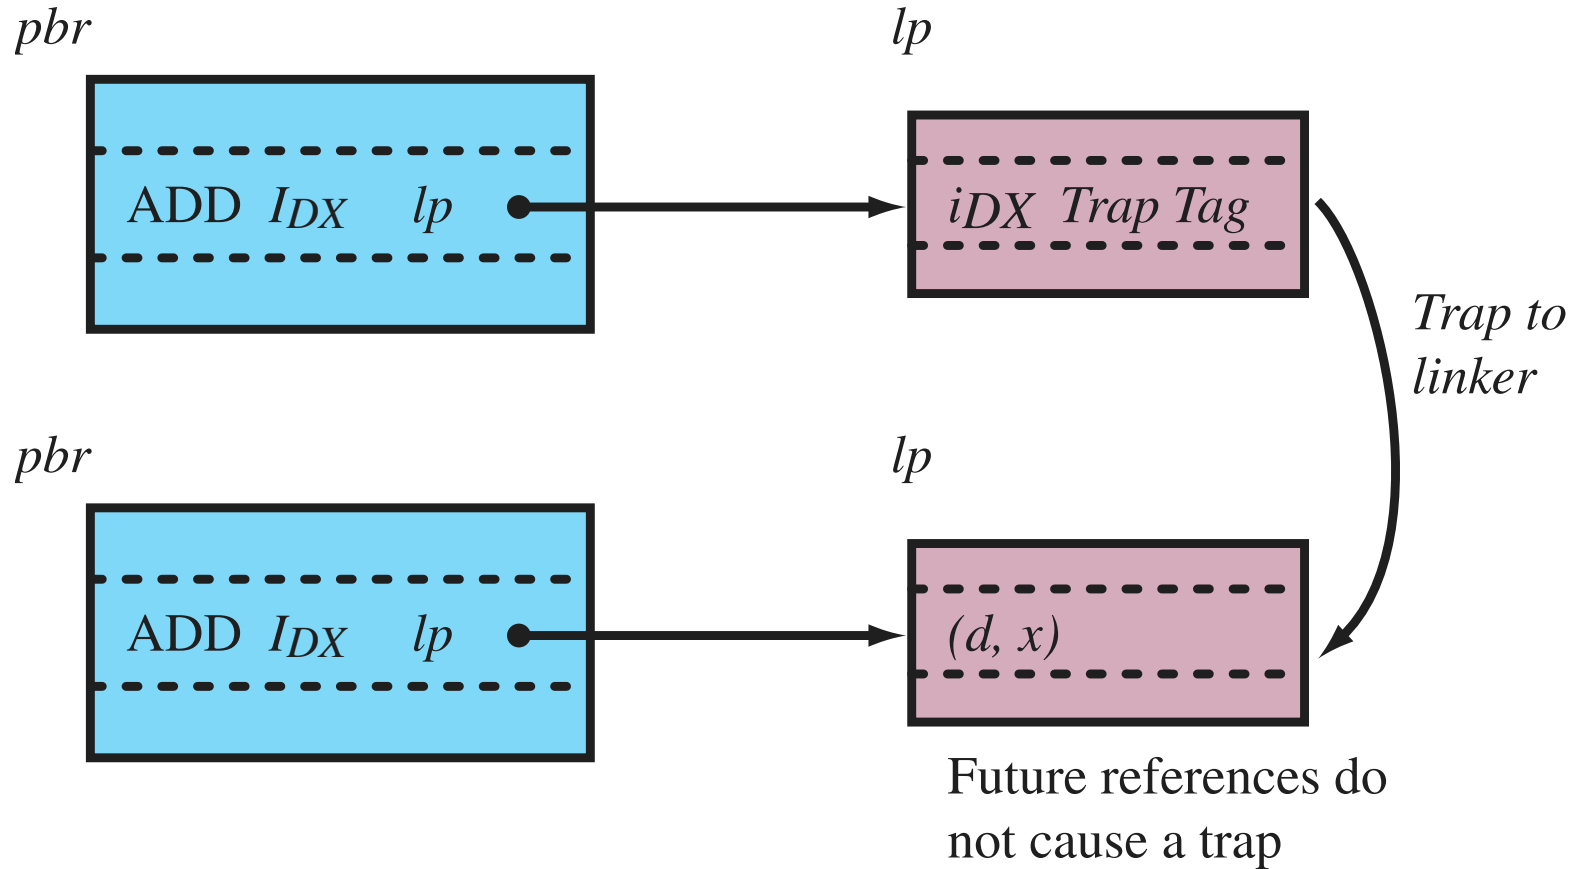 pbr
lp
ADD IDX lp
iDX Trap Tag
Trap to
linker
pbr
lp
ADD IDX lp
(d, x)
Future references do
not cause a trap